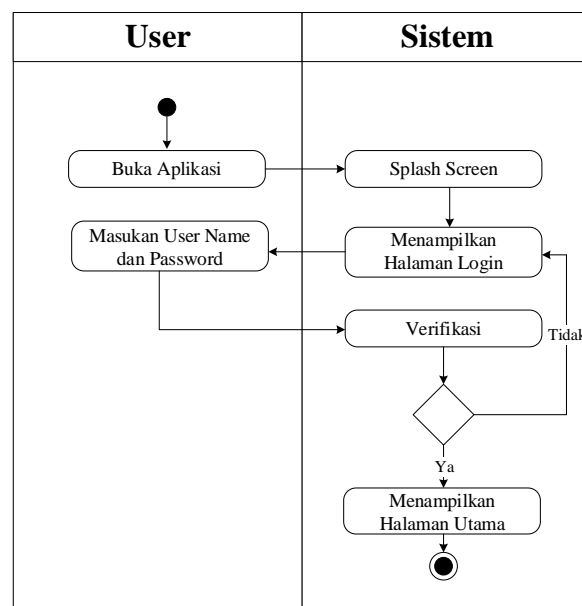 User
Sistem
Buka Aplikasi
Splash Screen
Masukan User Name
dan Password
Menampilkan
Halaman Login
Verifikasi
Tidak
Ya
Menampilkan
Halaman Utama